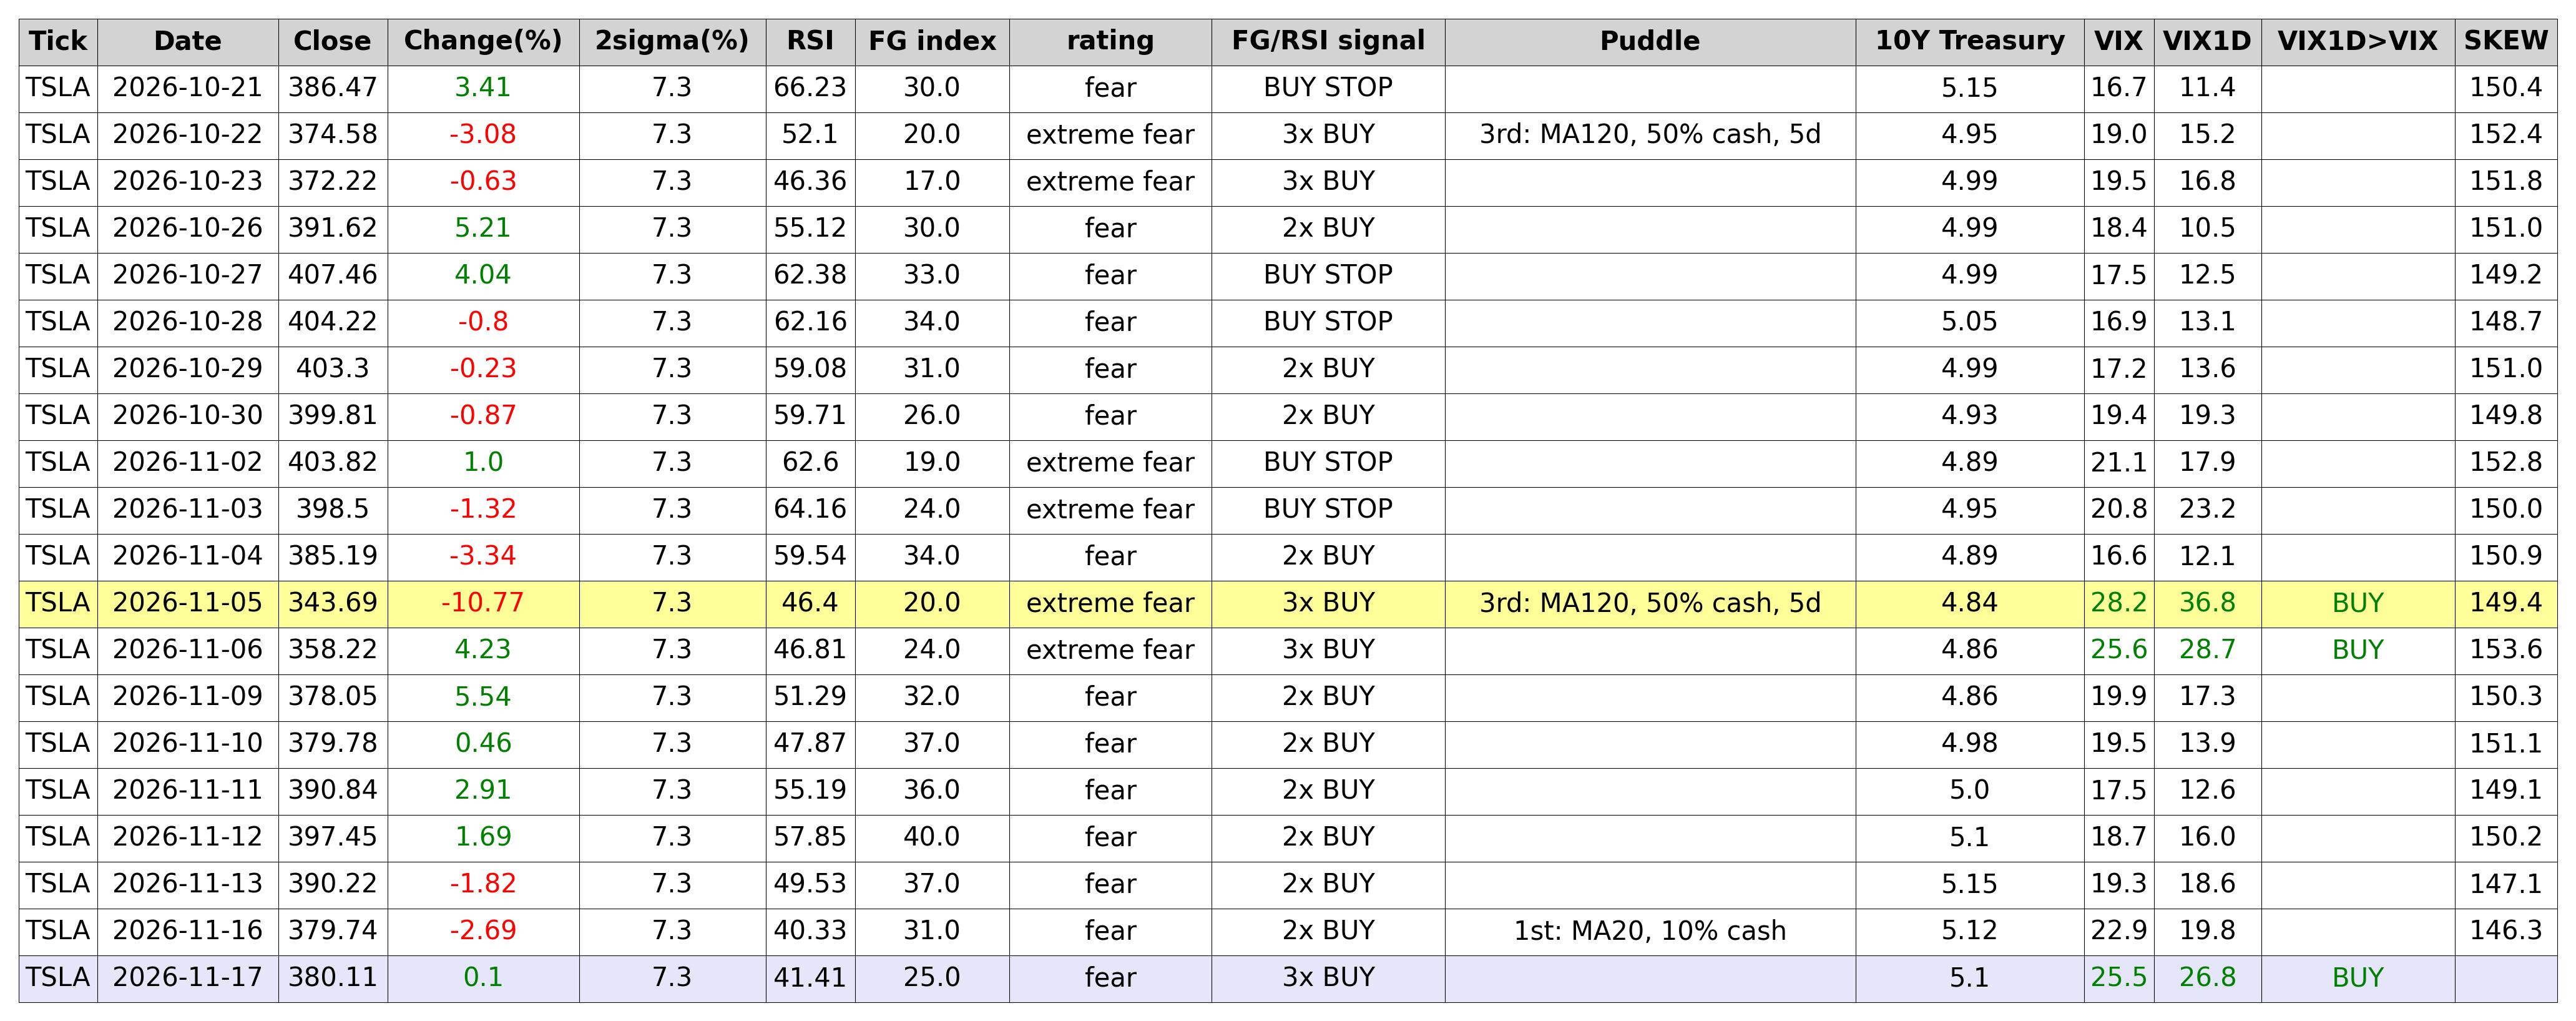 Tick Date Close Change(%) 2sigma(%) RSI FG index rating FG/RSI signal Puddle 10Y Treasury VIX VIX1D VIX1D>VIX SKEW
TSLA 2026-10-21 386.47 3.41 7.3 66.23 30.0 fear BUY STOP 5.15 16.7 11.4 150.4
TSLA 2026-10-22 374.58 -3.08 7.3 52.1 20.0 extreme fear 3x BUY 3rd: MA120, 50% cash, 5d 4.95 19.0 15.2 152.4
TSLA 2026-10-23 372.22 -0.63 7.3 46.36 17.0 extreme fear 3x BUY 4.99 19.5 16.8 151.8
TSLA 2026-10-26 391.62 5.21 7.3 55.12 30.0 fear 2x BUY 4.99 18.4 10.5 151.0
TSLA 2026-10-27 407.46 4.04 7.3 62.38 33.0 fear BUY STOP 4.99 17.5 12.5 149.2
TSLA 2026-10-28 404.22 -0.8 7.3 62.16 34.0 fear BUY STOP 5.05 16.9 13.1 148.7
TSLA 2026-10-29 403.3 -0.23 7.3 59.08 31.0 fear 2x BUY 4.99 17.2 13.6 151.0
TSLA 2026-10-30 399.81 -0.87 7.3 59.71 26.0 fear 2x BUY 4.93 19.4 19.3 149.8
TSLA 2026-11-02 403.82 1.0 7.3 62.6 19.0 extreme fear BUY STOP 4.89 21.1 17.9 152.8
TSLA 2026-11-03 398.5 -1.32 7.3 64.16 24.0 extreme fear BUY STOP 4.95 20.8 23.2 150.0
TSLA 2026-11-04 385.19 -3.34 7.3 59.54 34.0 fear 2x BUY 4.89 16.6 12.1 150.9
TSLA 2026-11-05 343.69 -10.77 7.3 46.4 20.0 extreme fear 3x BUY 3rd: MA120, 50% cash, 5d 4.84 28.2 36.8 BUY 149.4
TSLA 2026-11-06 358.22 4.23 7.3 46.81 24.0 extreme fear 3x BUY 4.86 25.6 28.7 BUY 153.6
TSLA 2026-11-09 378.05 5.54 7.3 51.29 32.0 fear 2x BUY 4.86 19.9 17.3 150.3
TSLA 2026-11-10 379.78 0.46 7.3 47.87 37.0 fear 2x BUY 4.98 19.5 13.9 151.1
TSLA 2026-11-11 390.84 2.91 7.3 55.19 36.0 fear 2x BUY 5.0 17.5 12.6 149.1
TSLA 2026-11-12 397.45 1.69 7.3 57.85 40.0 fear 2x BUY 5.1 18.7 16.0 150.2
TSLA 2026-11-13 390.22 -1.82 7.3 49.53 37.0 fear 2x BUY 5.15 19.3 18.6 147.1
TSLA 2026-11-16 379.74 -2.69 7.3 40.33 31.0 fear 2x BUY 1st: MA20, 10% cash 5.12 22.9 19.8 146.3
TSLA 2026-11-17 380.11 0.1 7.3 41.41 25.0 fear 3x BUY 5.1 25.5 26.8 BUY